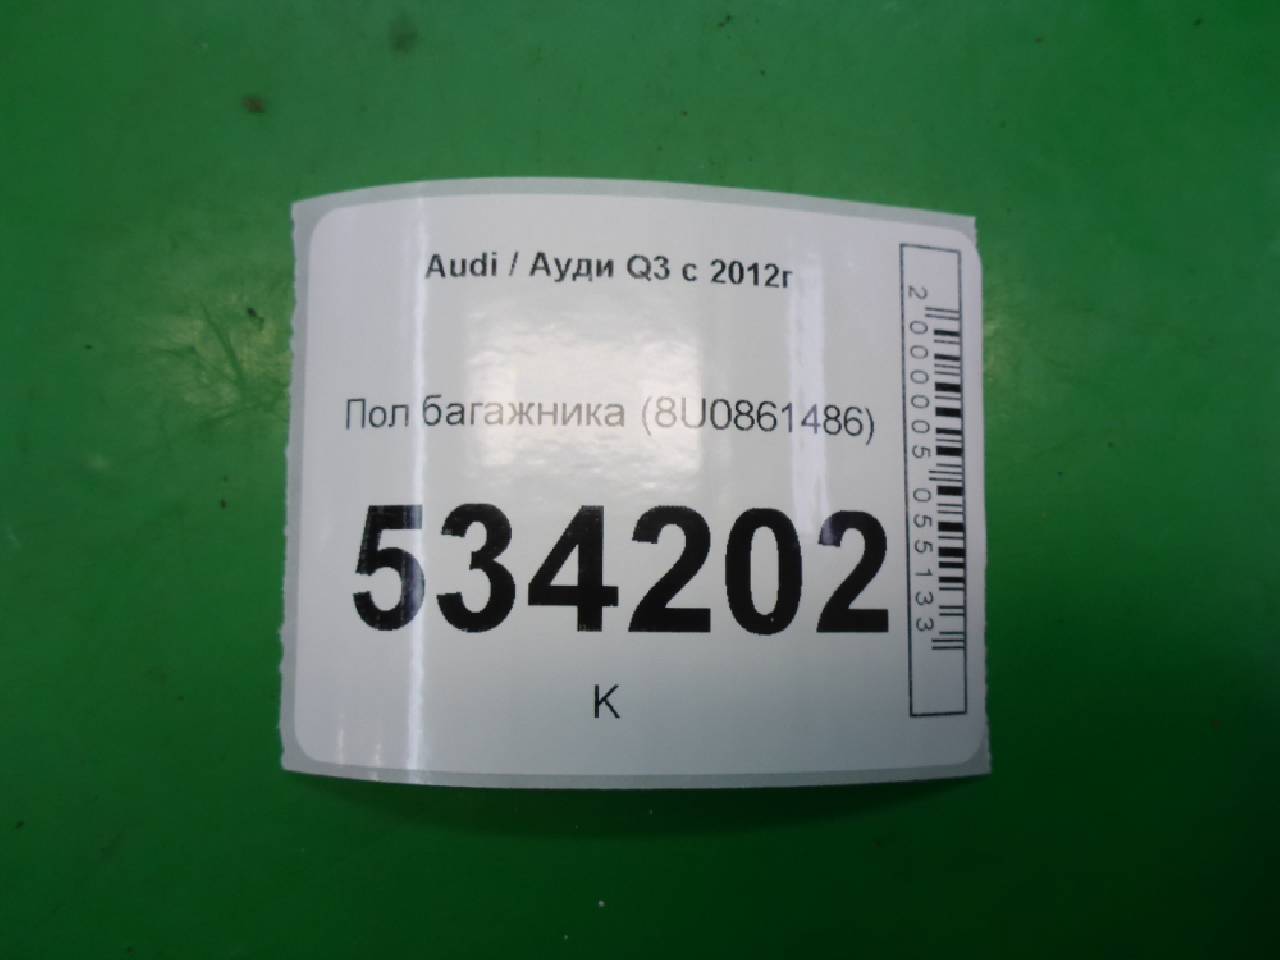 Audi / Ауди Q3 с 2012г
Пол багажника (8U0861486)
534202
К
2000005055133